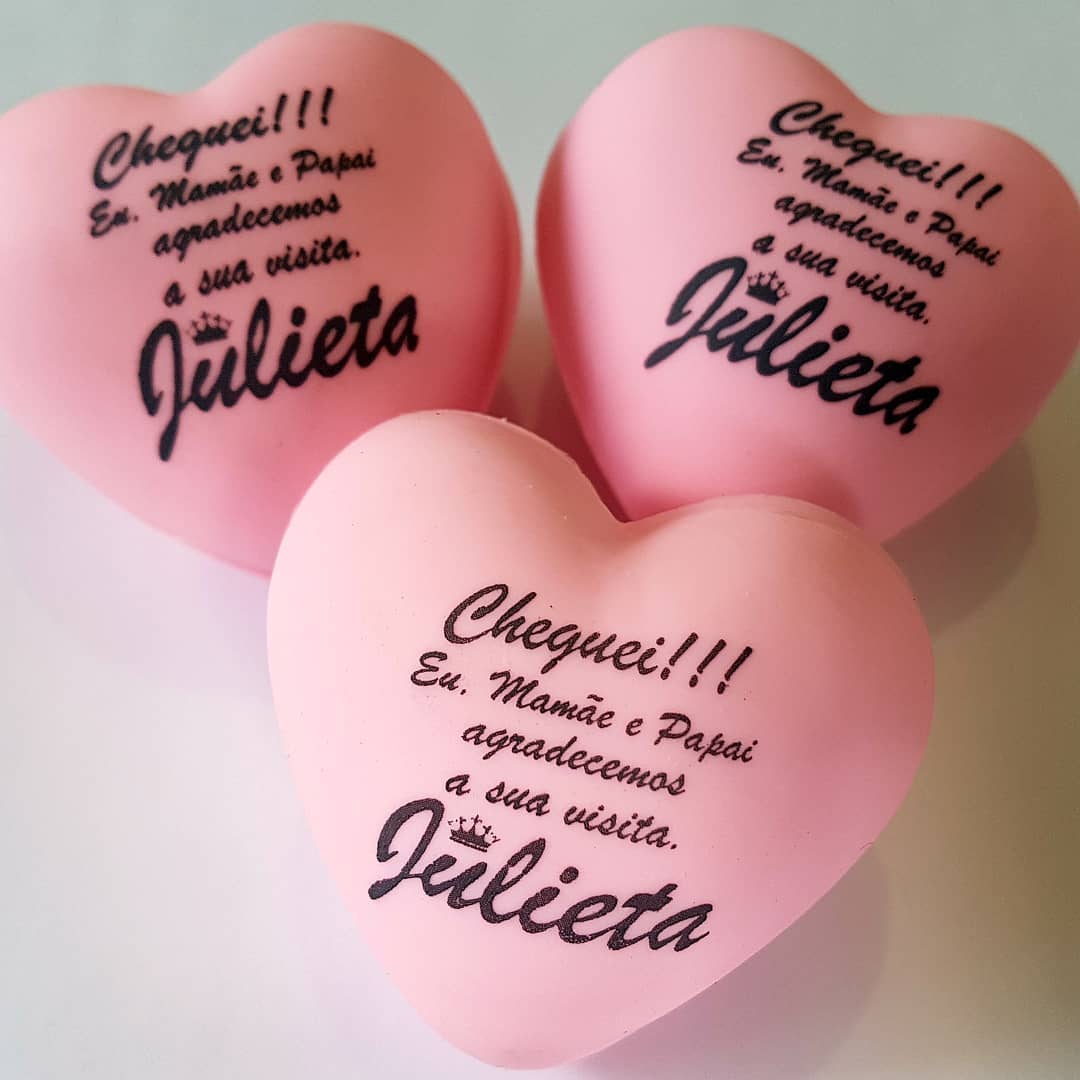 Cheguei!!!
Eu, Mamãe e Papai
agradecemos
a sua visita.
Julieta
Cheguei!!!
Eu, Mamãe e Papai
agradecemos
a sua visita.
Julieta
Cheguei!!!
Eu, Mamãe e Papai
agradecemos
a sua visita.
Julieta